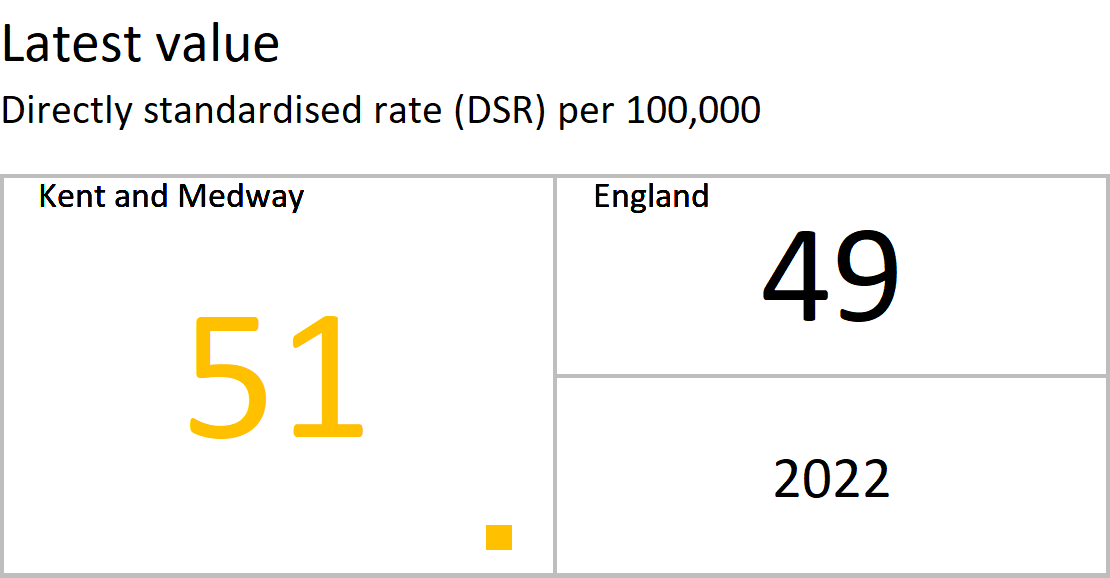 Latest value
Directly standardised rate (DSR) per 100,000
Kent and Medway
51
England
49
2022